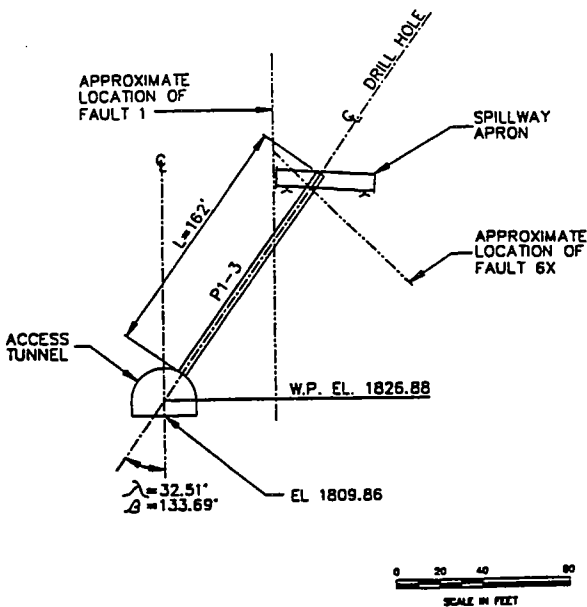 APPROXIMATE
LOCATION OF
FAULT 1
℄ DRILL HOLE
SPILLWAY
APRON
℄
L=162'
P1-3
APPROXIMATE
LOCATION OF
FAULT 6X
ACCESS
TUNNEL
W.P. EL. 1826.88
EL 1809.86
λ=32.51°
β=133.69°
0 20 40 80
SCALE IN FEET